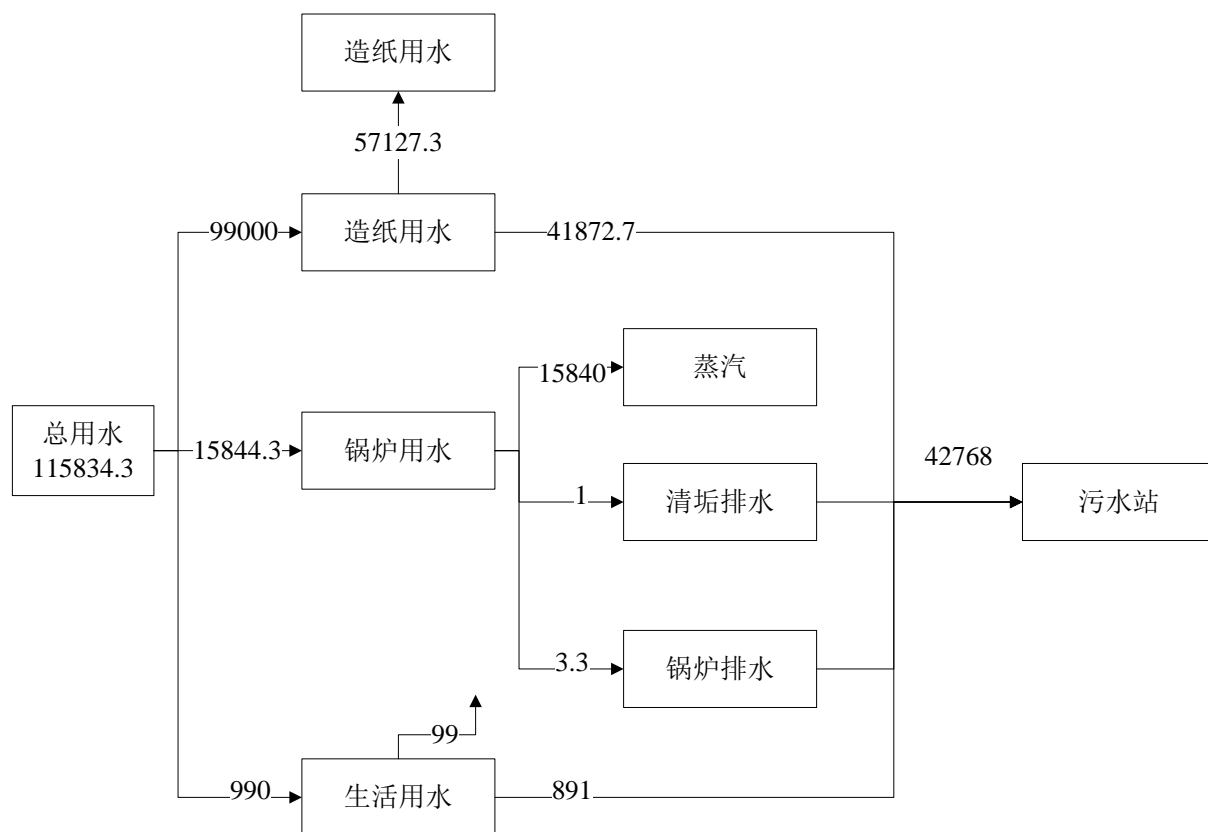 造纸用水
57127.3
99000
造纸用水
41872.7
15840
蒸汽
总用水
115834.3
15844.3
锅炉用水
42768
1
清垢排水
污水站
3.3
锅炉排水
99
990
生活用水
891